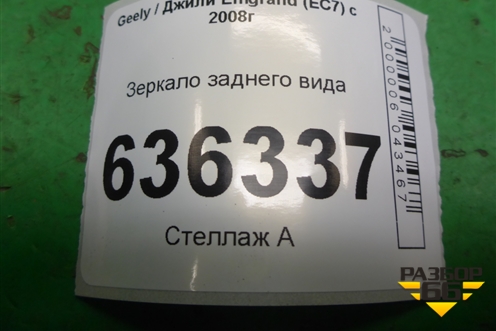 Geely / Джили Emgrand (EC7) с
2008г
Зеркало заднего вида
636337
Стеллаж А
2000006043467
РАЗБОР
66